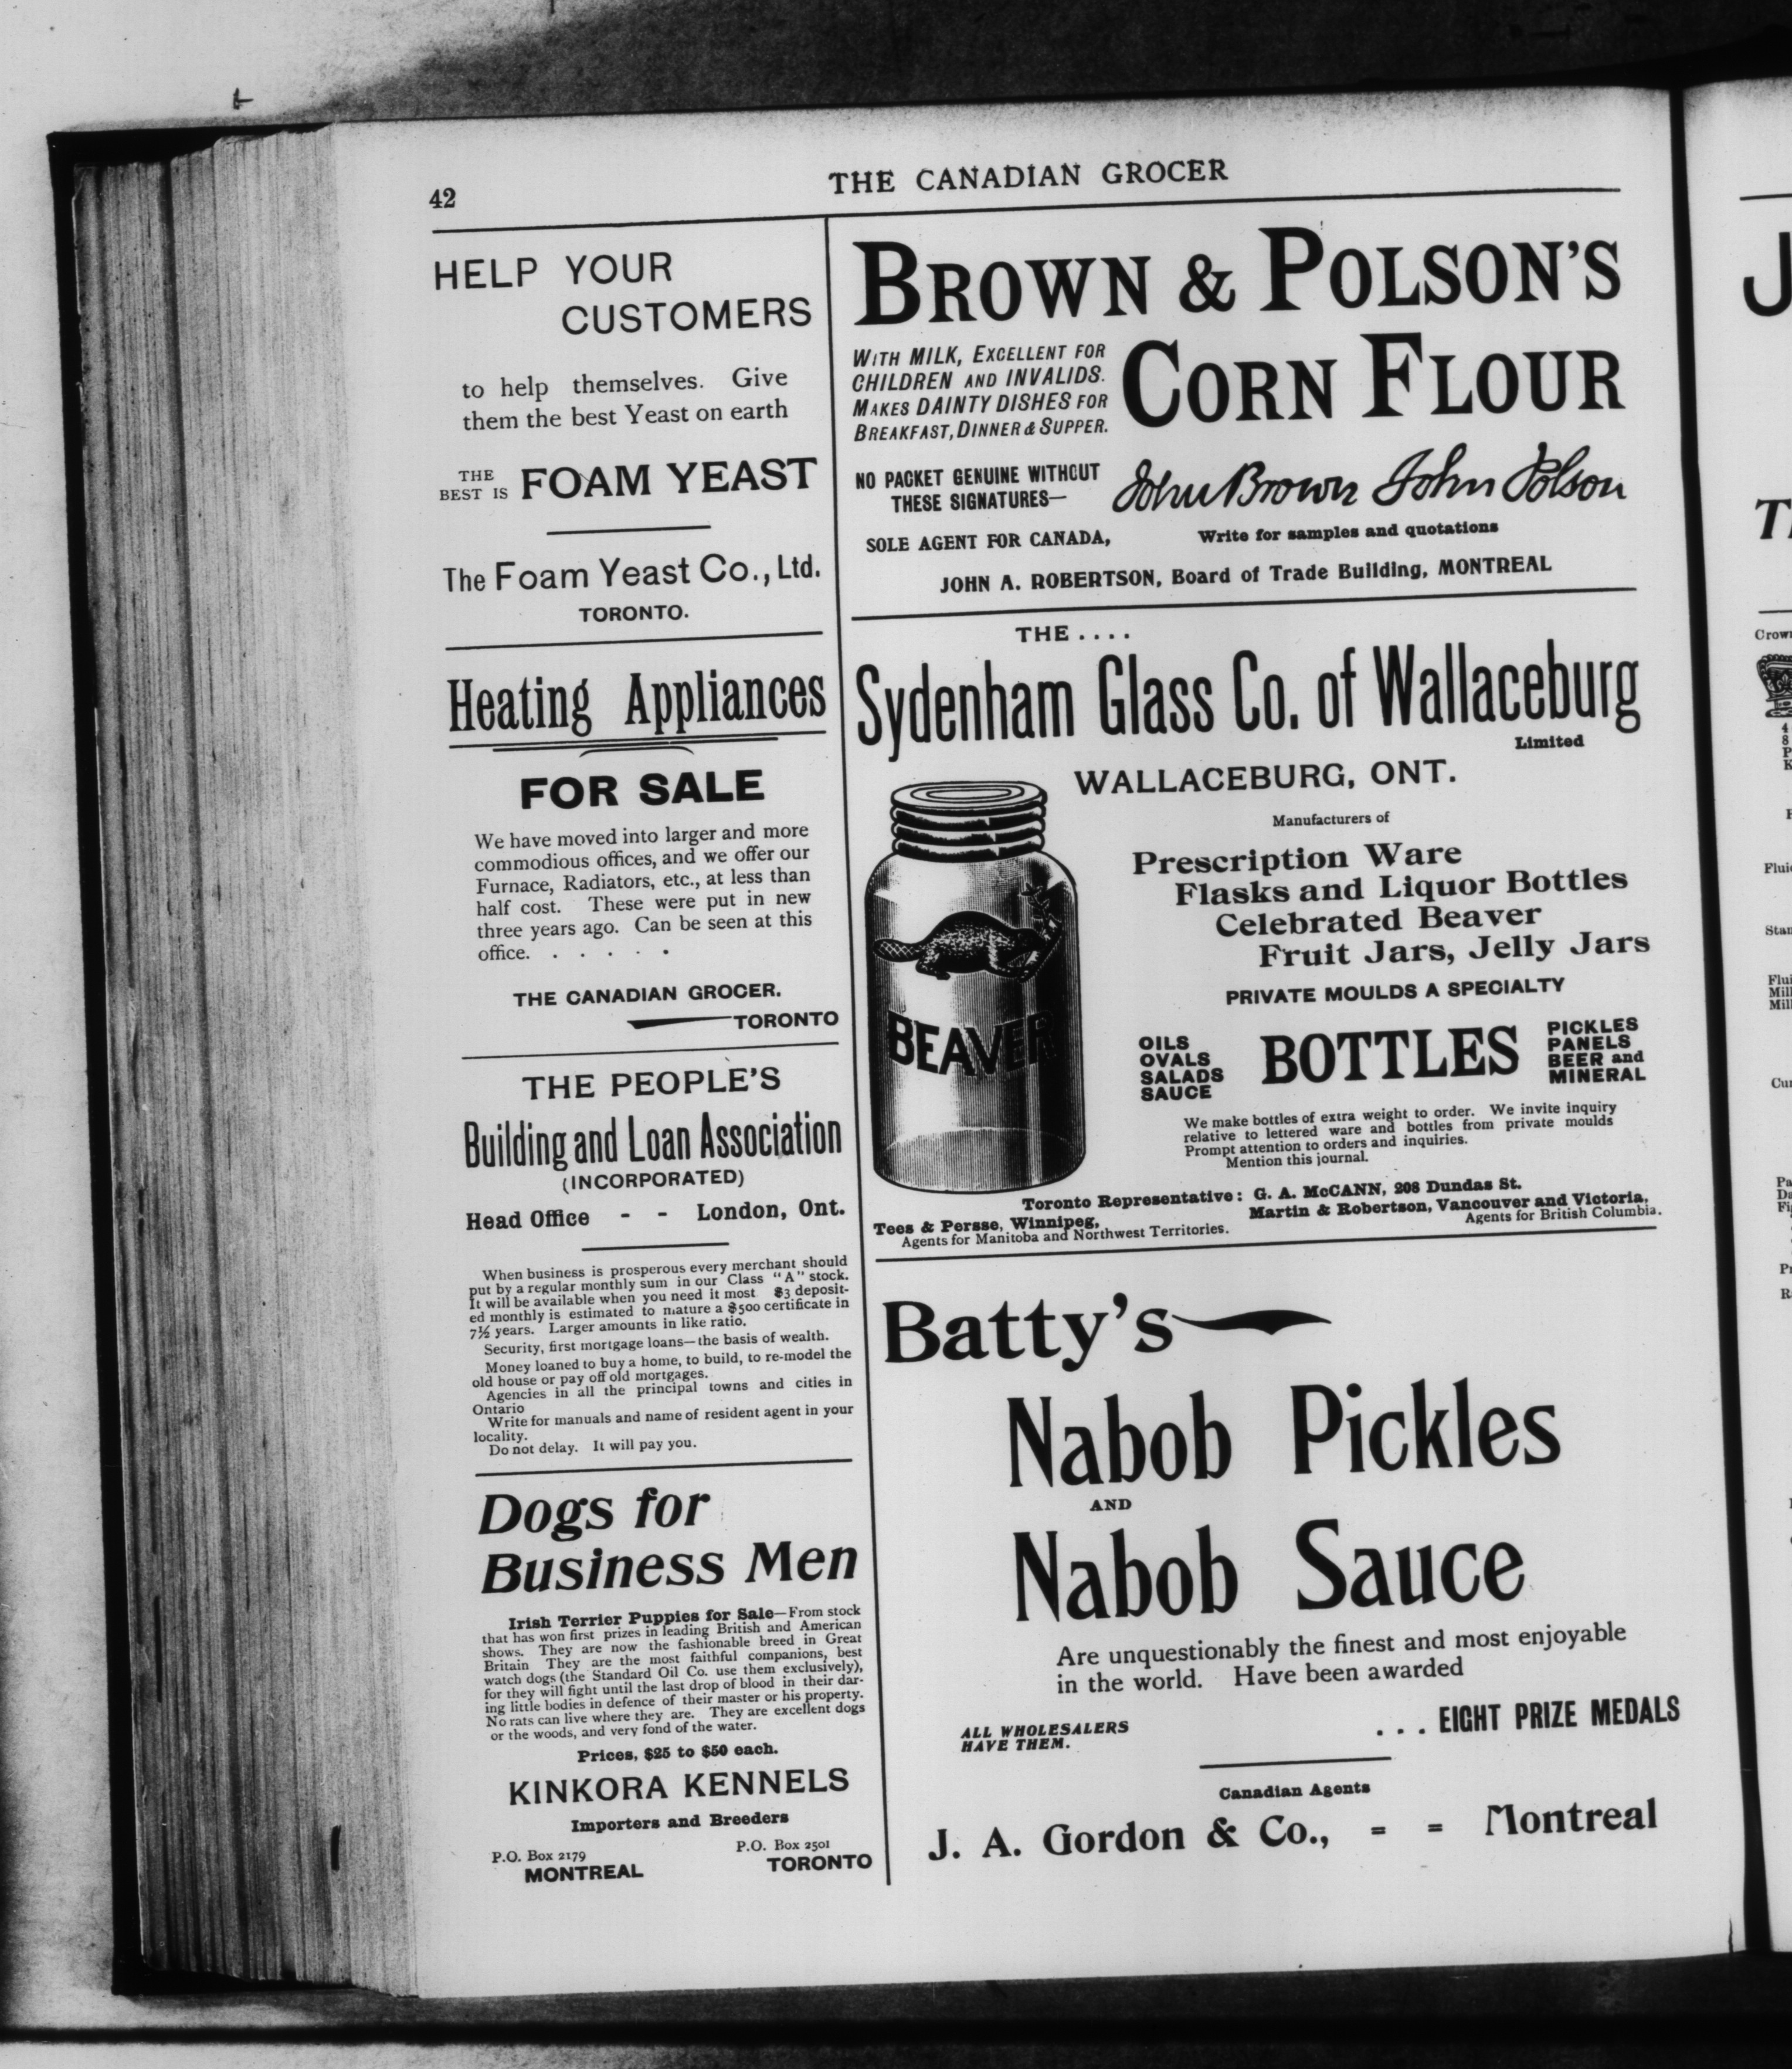 42
THE CANADIAN GROCER
HELP YOUR
CUSTOMERS
to help themselves. Give
them the best Yeast on earth
THE
BEST IS FOAM YEAST
The Foam Yeast Co., Ltd.
TORONTO.
Heating Appliances
FOR SALE
We have moved into larger and more
commodious offices, and we offer our
Furnace, Radiators, etc., at less than
half cost. These were put in new
three years ago. Can be seen at this
office. . . . . .
THE CANADIAN GROCER.
TORONTO
THE PEOPLE'S
Building and Loan Association
(INCORPORATED)
Head Office - - London, Ont.
When business is prosperous every merchant should
put by a regular monthly sum in our Class "A" stock.
It will be available when you need it most $3 deposit-
ed monthly is estimated to mature a $500 certificate in
7½ years. Larger amounts in like ratio.
Security, first mortgage loans—the basis of wealth.
Money loaned to buy a home, to build, to re-model the
old house or pay off old mortgages.
Agencies in all the principal towns and cities in
Ontario
Write for manuals and name of resident agent in your
locality.
Do not delay. It will pay you.
Dogs for
Business Men
Irish Terrier Puppies for Sale—From stock
that has won first prizes in leading British and American
shows. They are now the fashionable breed in Great
Britain They are the most faithful companions, best
watch dogs (the Standard Oil Co. use them exclusively),
for they will fight until the last drop of blood in their dar-
ing little bodies in defence of their master or his property.
No rats can live where they are. They are excellent dogs
or the woods, and very fond of the water.
Prices, $25 to $50 each.
KINKORA KENNELS
Importers and Breeders
P.O. Box 2179
MONTREAL
P.O. Box 2501
TORONTO
BROWN & POLSON'S
CORN FLOUR
WITH MILK, EXCELLENT FOR
CHILDREN AND INVALIDS.
MAKES DAINTY DISHES FOR
BREAKFAST, DINNER & SUPPER.
NO PACKET GENUINE WITHOUT
THESE SIGNATURES—
John Brown John Polson
SOLE AGENT FOR CANADA,
Write for samples and quotations
JOHN A. ROBERTSON, Board of Trade Building, MONTREAL
THE....
Sydenham Glass Co. of Wallaceburg
Limited
WALLACEBURG, ONT.
Manufacturers of
Prescription Ware
Flasks and Liquor Bottles
Celebrated Beaver
Fruit Jars, Jelly Jars
PRIVATE MOULDS A SPECIALTY
BEAVER
OILS
OVALS
SALADS
SAUCE
BOTTLES
PICKLES
PANELS
BEER and
MINERAL
We make bottles of extra weight to order. We invite inquiry
relative to lettered ware and bottles from private moulds
Prompt attention to orders and inquiries.
Mention this journal.
Toronto Representative: G. A. McCANN, 208 Dundas St.
Tees & Persse, Winnipeg,
Agents for Manitoba and Northwest Territories.
Martin & Robertson, Vancouver and Victoria,
Agents for British Columbia.
Batty's
Nabob Pickles
AND
Nabob Sauce
Are unquestionably the finest and most enjoyable
in the world. Have been awarded
... EIGHT PRIZE MEDALS
ALL WHOLESALERS
HAVE THEM.
Canadian Agents
J. A. Gordon & Co., = = Montreal